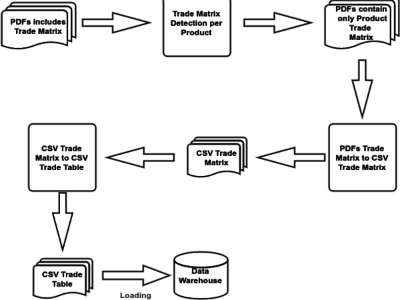 PDFs includes
Trade Matrix
Trade Matrix
Detection per
Product
PDFs contain
only Product
Trade
Matrix
CSV Trade
Matrix to CSV
Trade Table
CSV Trade
Matrix
PDFs Trade
Matrix to CSV
Trade Matrix
CSV Trade
Table
Loading
Data
Warehouse